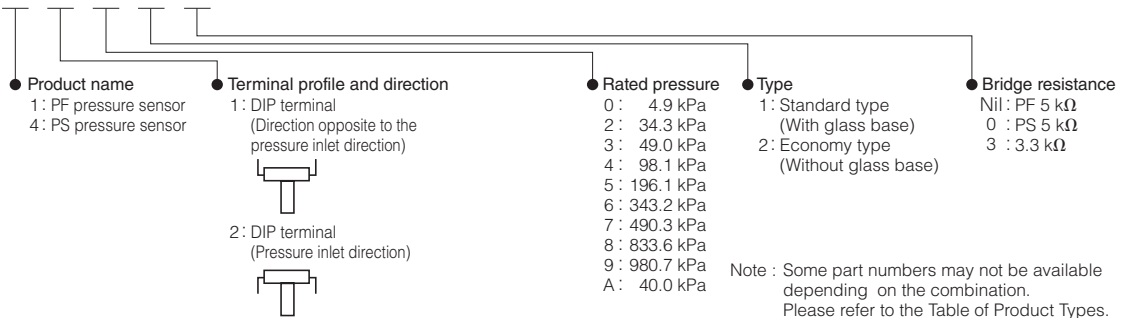 Product name
1 : PF pressure sensor
4 : PS pressure sensor
Terminal profile and direction
1 : DIP terminal
(Direction opposite to the
pressure inlet direction)
2 : DIP terminal
(Pressure inlet direction)
Rated pressure
0 : 4.9 kPa
2 : 34.3 kPa
3 : 49.0 kPa
4 : 98.1 kPa
5 : 196.1 kPa
6 : 343.2 kPa
7 : 490.3 kPa
8 : 833.6 kPa
9 : 980.7 kPa
A : 40.0 kPa
Type
1 : Standard type
(With glass base)
2 : Economy type
(Without glass base)
Bridge resistance
Nil : PF 5 kΩ
0 : PS 5 kΩ
3 : 3.3 kΩ
Note : Some part numbers may not be available
depending on the combination.
Please refer to the Table of Product Types.